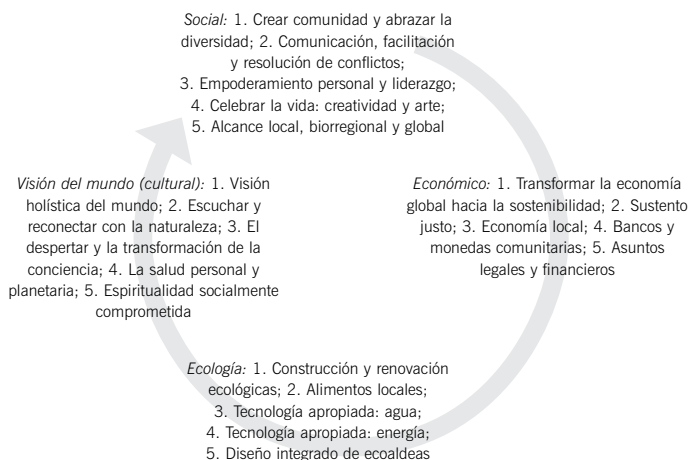 Social: 1. Crear comunidad y abrazar la
diversidad; 2. Comunicación, facilitación
y resolución de conflictos;
3. Empoderamiento personal y liderazgo;
4. Celebrar la vida: creatividad y arte;
5. Alcance local, biorregional y global
Visión del mundo (cultural): 1. Visión
holística del mundo; 2. Escuchar y
reconectar con la naturaleza; 3. El
despertar y la transformación de la
conciencia; 4. La salud personal y
planetaria; 5. Espiritualidad socialmente
comprometida
Económico: 1. Transformar la economía
global hacia la sostenibilidad; 2. Sustento
justo; 3. Economía local; 4. Bancos y
monedas comunitarias; 5. Asuntos
legales y financieros
Ecología: 1. Construcción y renovación
ecológicas; 2. Alimentos locales;
3. Tecnología apropiada: agua;
4. Tecnología apropiada: energía;
5. Diseño integrado de ecoaldeas